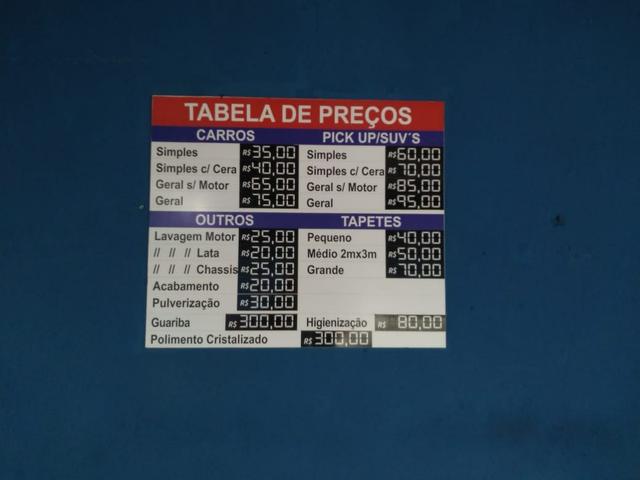 TABELA DE PREÇOS
CARROS
Simples R$ 35,00
Simples c/ Cera R$ 40,00
Geral s/ Motor R$ 65,00
Geral R$ 75,00
PICK UP/SUV´S
Simples R$ 60,00
Simples c/ Cera R$ 70,00
Geral s/ Motor R$ 85,00
Geral R$ 95,00
OUTROS
Lavagem Motor R$ 25,00
// // // Lata R$ 20,00
// // // Chassis R$ 25,00
Acabamento R$ 20,00
Pulverização R$ 30,00
Guariba R$ 300,00
TAPETES
Pequeno R$ 40,00
Médio 2mx3m R$ 50,00
Grande R$ 70,00
Higienização R$ 80,00
Polimento Cristalizado R$ 300,00